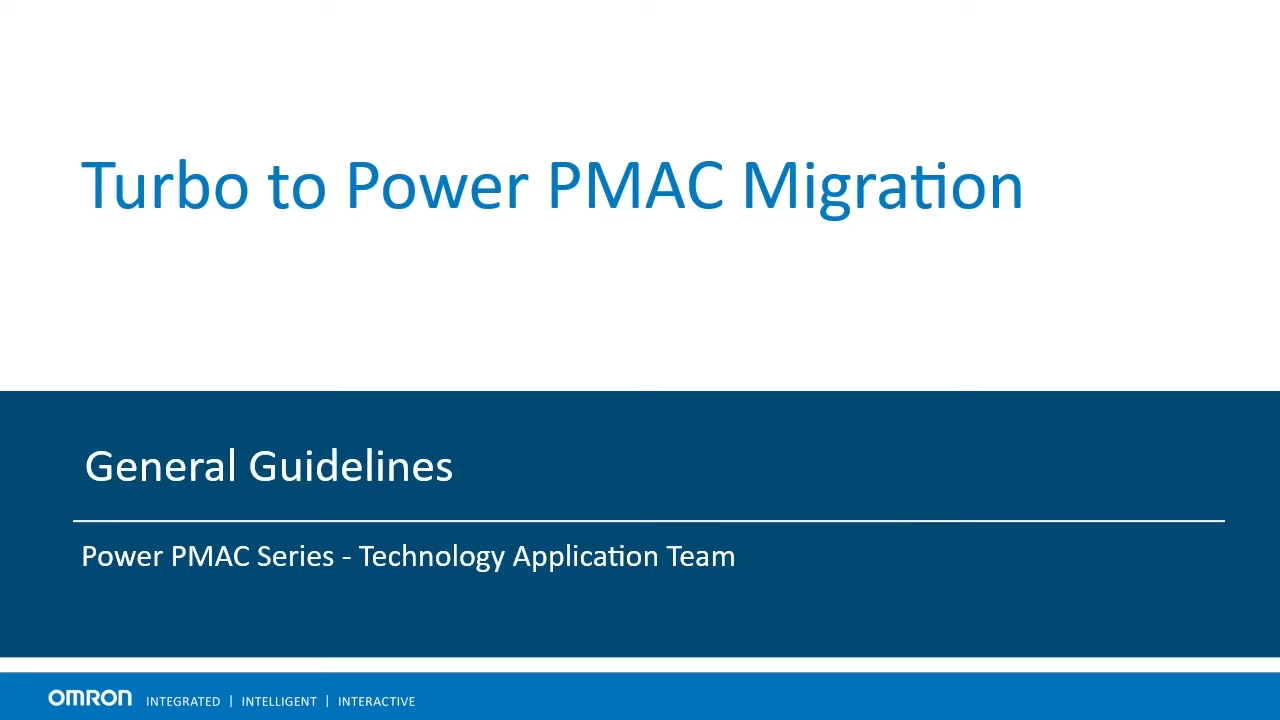 Turbo to Power PMAC Migration
General Guidelines
Power PMAC Series - Technology Application Team
OMRON INTEGRATED | INTELLIGENT | INTERACTIVE